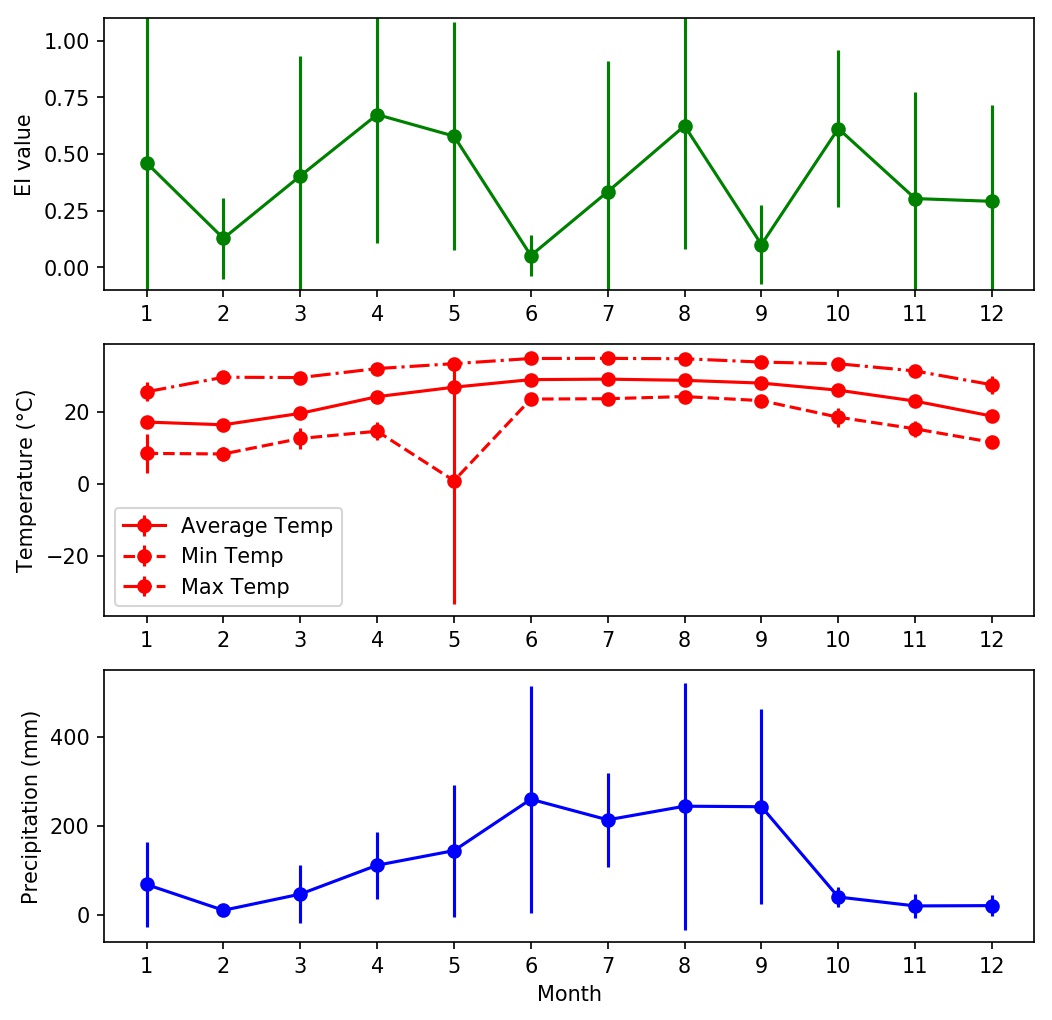 EI value
1.00
0.75
0.50
0.25
0.00
1 2 3 4 5 6 7 8 9 10 11 12
Temperature (°C)
20
0
−20
Average Temp
Min Temp
Max Temp
1 2 3 4 5 6 7 8 9 10 11 12
Precipitation (mm)
400
200
0
1 2 3 4 5 6 7 8 9 10 11 12
Month